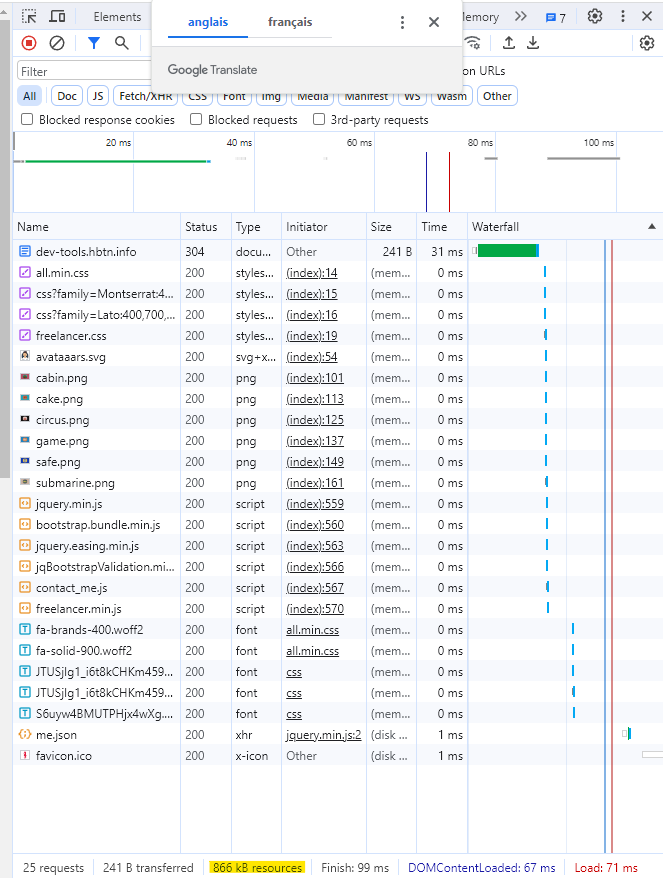 Elements anglais français Memory 7
Google Translate
Filter on URLs
All Doc JS Fetch/XHR CSS Font Img Media Manifest WS Wasm Other
Blocked response cookies Blocked requests 3rd-party requests
20 ms 40 ms 60 ms 80 ms 100 ms
Name Status Type Initiator Size Time Waterfall
dev-tools.hbtn.info 304 docu... Other 241 B 31 ms
all.min.css 200 styles... (index):14 (mem... 0 ms
css?family=Montserrat:4... 200 styles... (index):15 (mem... 0 ms
css?family=Lato:400,700,... 200 styles... (index):16 (mem... 0 ms
freelancer.css 200 styles... (index):19 (mem... 0 ms
avataaars.svg 200 svg+x... (index):54 (mem... 0 ms
cabin.png 200 png (index):101 (mem... 0 ms
cake.png 200 png (index):113 (mem... 0 ms
circus.png 200 png (index):125 (mem... 0 ms
game.png 200 png (index):137 (mem... 0 ms
safe.png 200 png (index):149 (mem... 0 ms
submarine.png 200 png (index):161 (mem... 0 ms
jquery.min.js 200 script (index):559 (mem... 0 ms
bootstrap.bundle.min.js 200 script (index):560 (mem... 0 ms
jquery.easing.min.js 200 script (index):563 (mem... 0 ms
jqBootstrapValidation.mi... 200 script (index):566 (mem... 0 ms
contact_me.js 200 script (index):567 (mem... 0 ms
freelancer.min.js 200 script (index):570 (mem... 0 ms
fa-brands-400.woff2 200 font all.min.css (mem... 0 ms
fa-solid-900.woff2 200 font all.min.css (mem... 0 ms
JTUSjIg1_i6t8kCHKm459... 200 font css (mem... 0 ms
JTUSjIg1_i6t8kCHKm459... 200 font css (mem... 0 ms
S6uyw4BMUTPHjx4wXg.... 200 font css (mem... 0 ms
me.json 200 xhr jquery.min.js:2 (disk ... 1 ms
favicon.ico 200 x-icon Other (disk ... 1 ms
25 requests 241 B transferred 866 kB resources Finish: 99 ms DOMContentLoaded: 67 ms Load: 71 ms